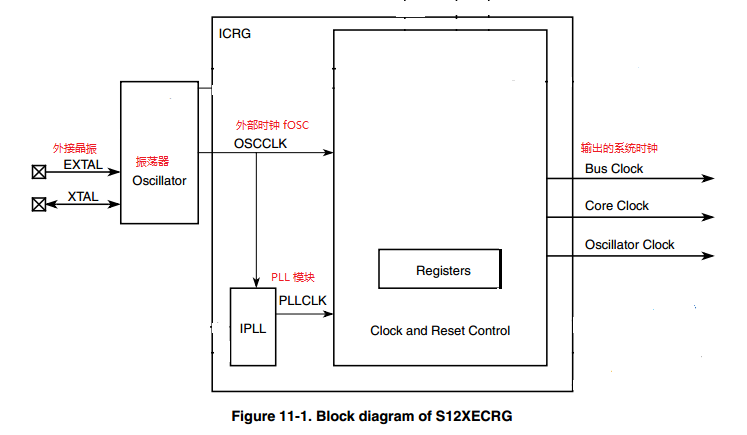 ICRG
外部时钟 fOSC
OSCCLK
外接晶振
EXTAL
XTAL
振荡器
Oscillator
输出的系统时钟
Bus Clock
Core Clock
Oscillator Clock
Registers
PLL 模块
PLLCLK
IPLL
Clock and Reset Control
Figure 11-1. Block diagram of S12XECRG